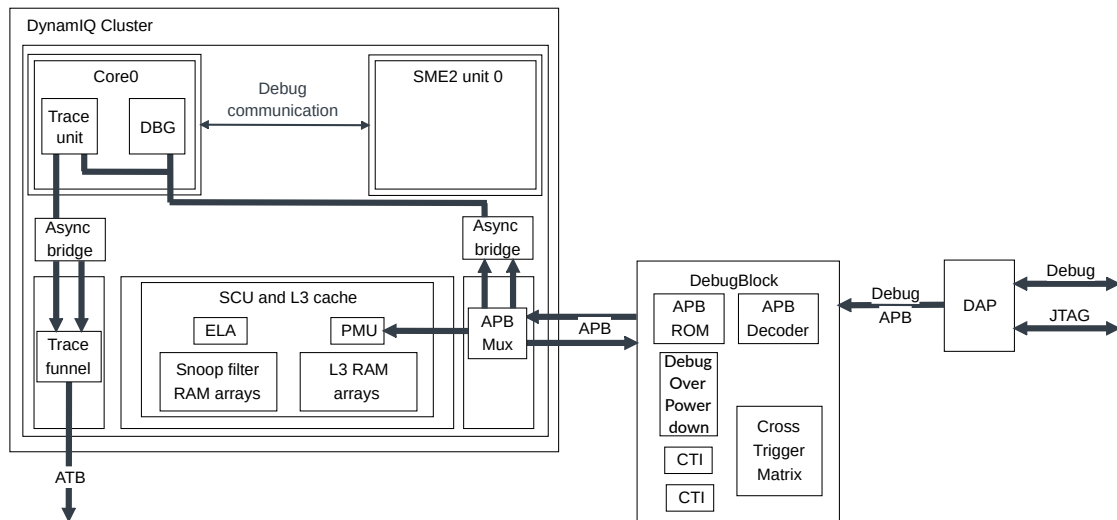 DynamIQ Cluster
Core0
SME2 unit 0
Debug
communication
Trace
unit
DBG
Async
bridge
Async
bridge
SCU and L3 cache
ELA
PMU
Snoop filter
RAM arrays
L3 RAM
arrays
Trace
funnel
APB
Mux
ATB
APB
DebugBlock
APB
ROM
APB
Decoder
Debug
Over
Power
down
CTI
CTI
Cross
Trigger
Matrix
Debug
APB
DAP
Debug
JTAG